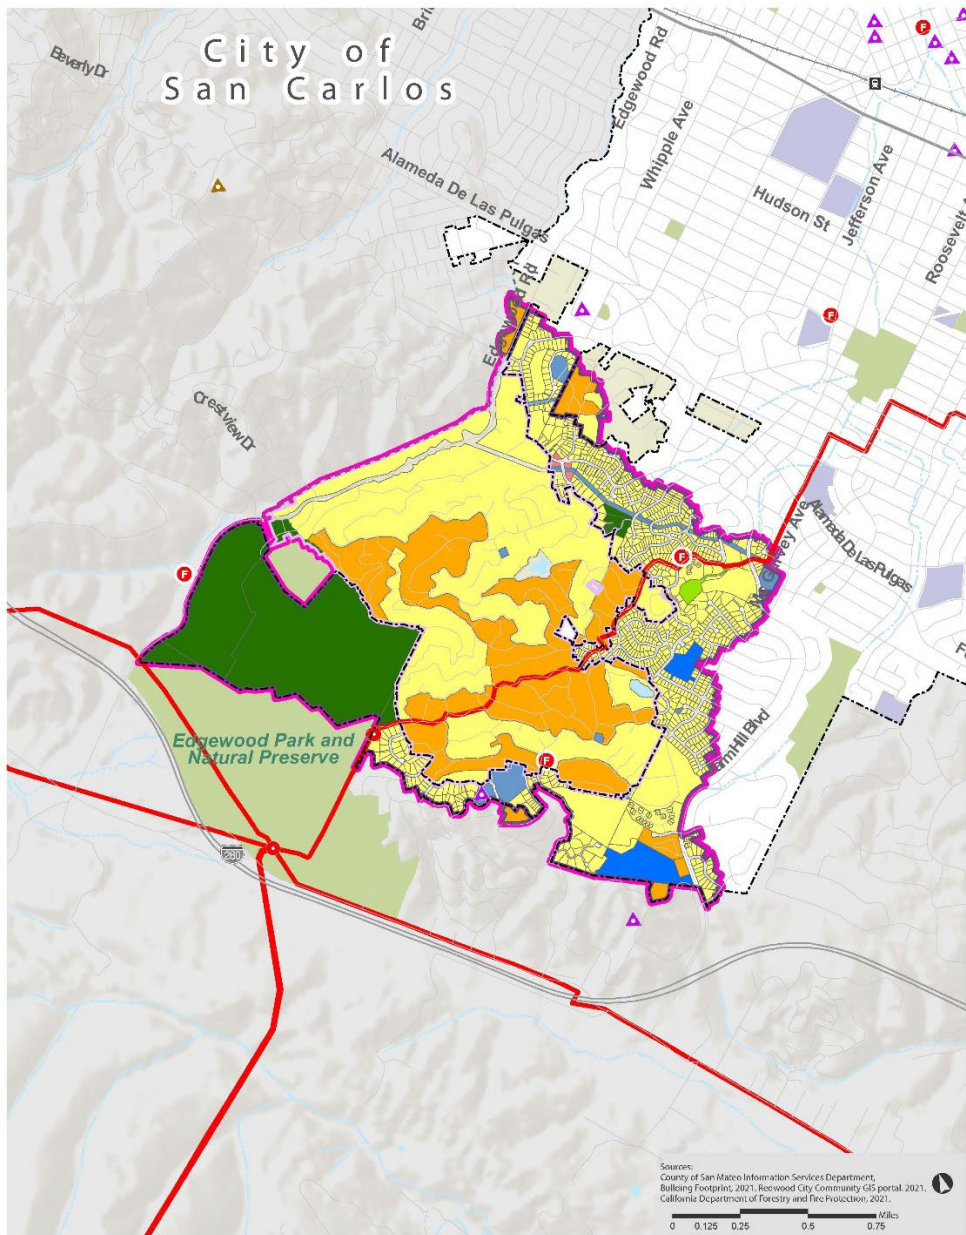 City of
San Carlos
Beverly Dr
Edgewood Rd
Whipple Ave
Alameda De Las Pulgas
Hudson St
Jefferson Ave
Edgewood Rd
F
F
Crestview Dr
Alameda De Las Pulgas
F
F
Edgewood Park and
Natural Preserve
F
280
Sources:
County of San Mateo Information Services Department,
Building Footprint, 2021. Redwood City Community GIS portal. 2021.
California Department of Forestry and Fire Protection, 2021.
Miles
0 0.125 0.25 0.5 0.75